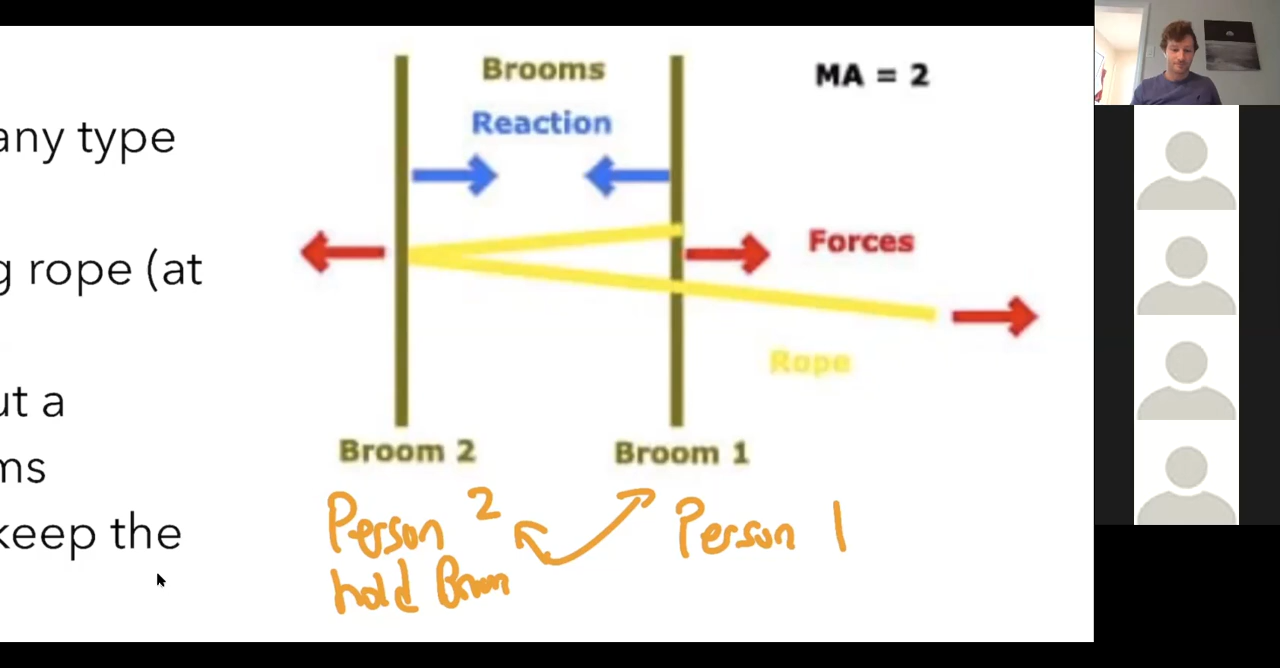 any type
g rope (at
ut a
ms
keep the
Brooms
MA = 2
Reaction
Forces
Rope
Broom 2
Broom 1
Person 2
Person 1
hold Broom